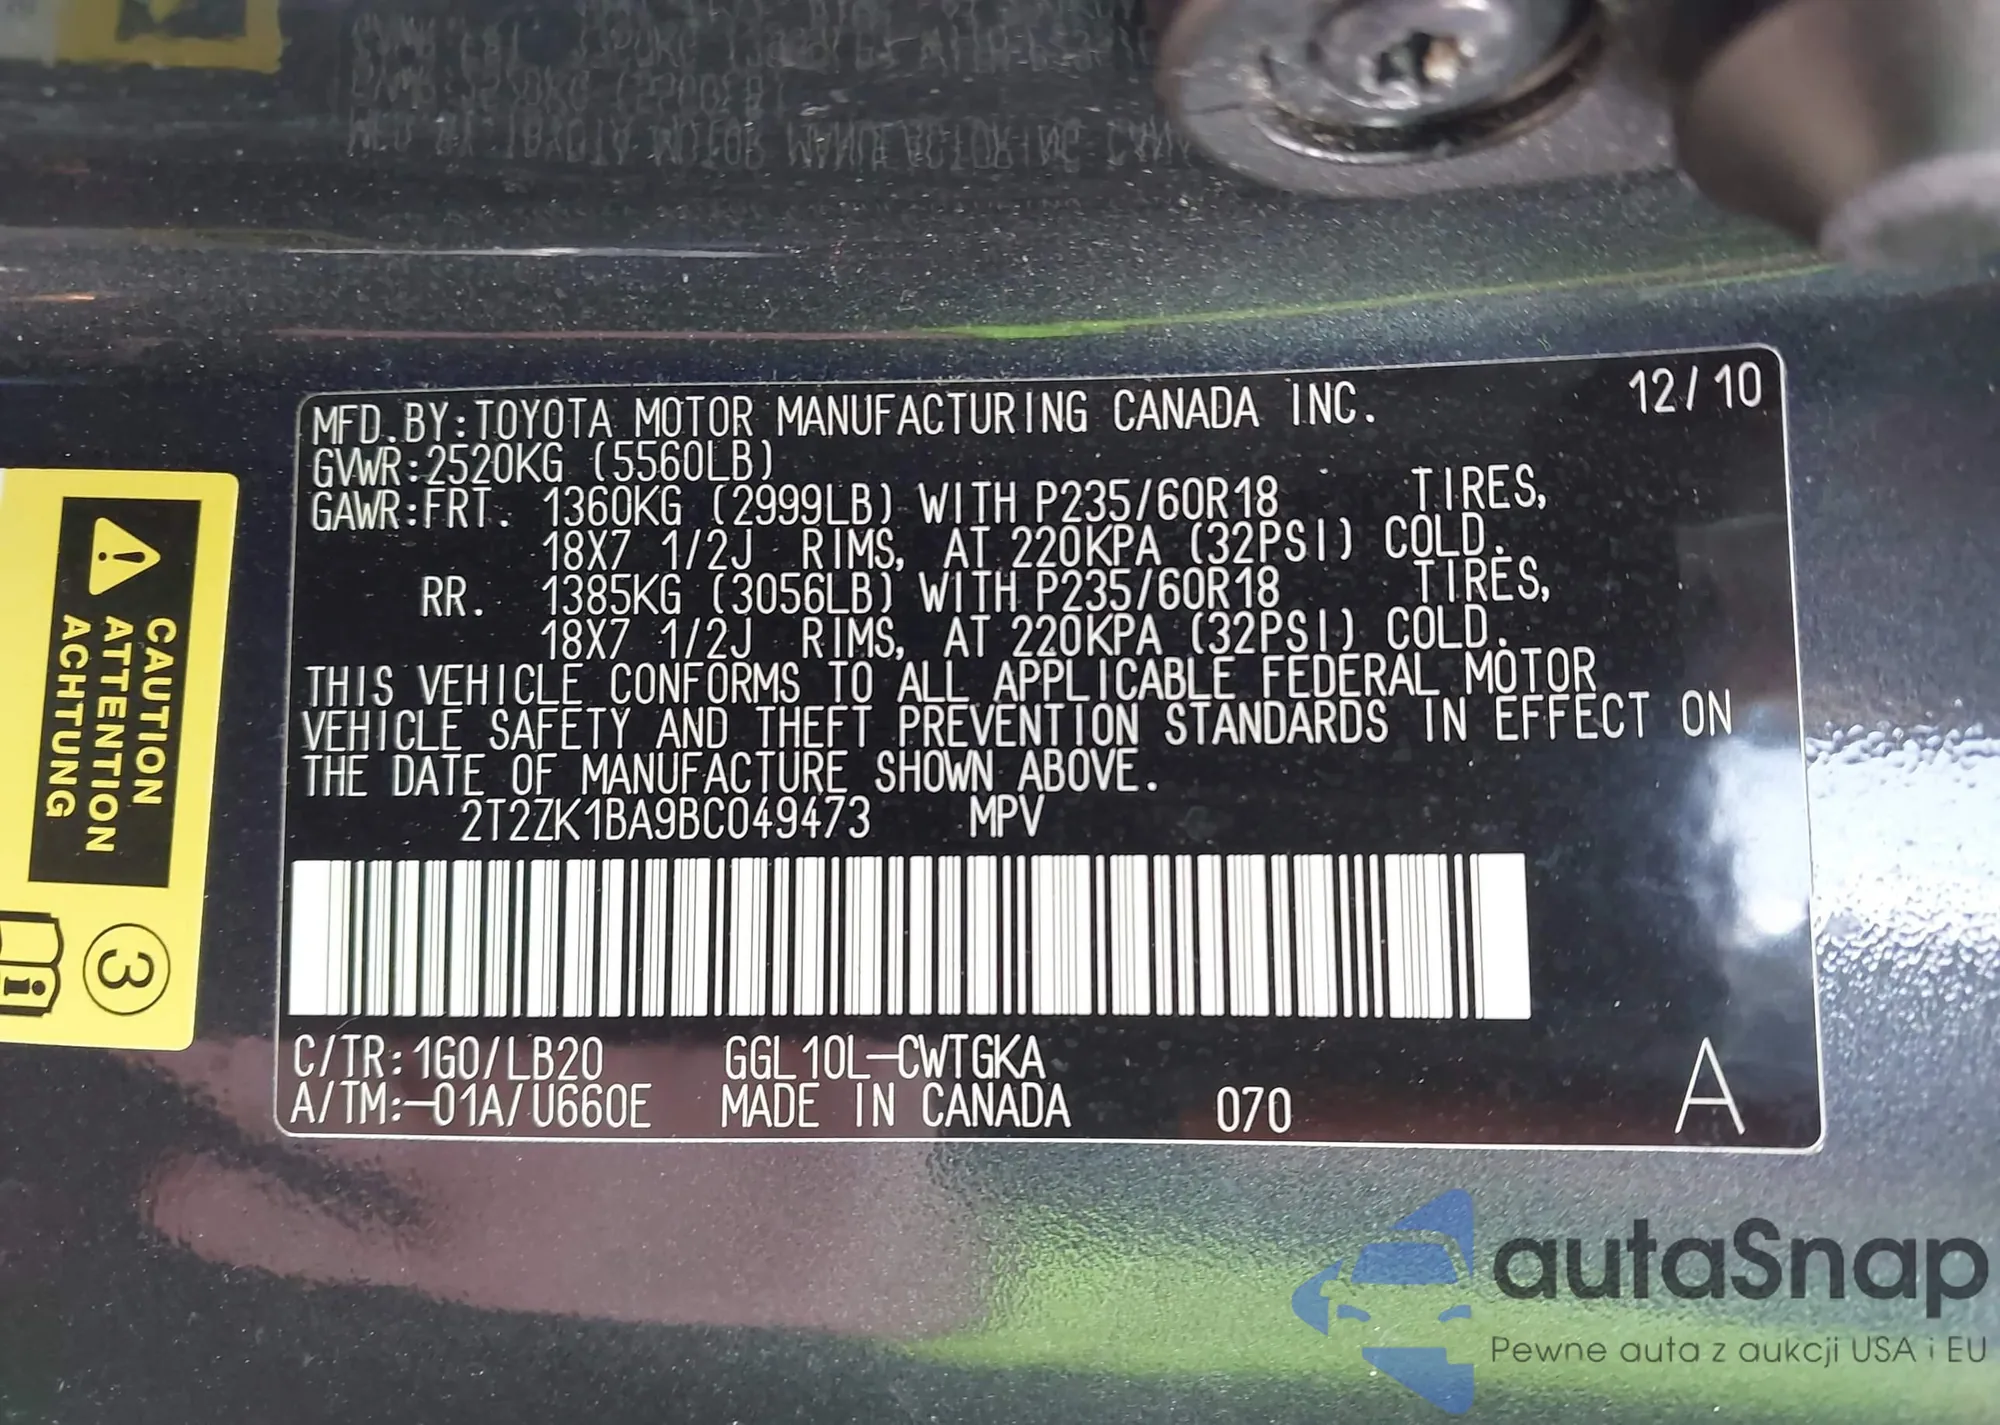 MFD. BY: TOYOTA MOTOR MANUFACTURING CANADA INC. 12/10
GVWR: 2520KG (5560LB)
GAWR: FRT. 1360KG (2999LB) WITH P235/60R18 TIRES,
18X7 1/2J RIMS, AT 220KPA (32PSI) COLD.
RR. 1385KG (3056LB) WITH P235/60R18 TIRES,
18X7 1/2J RIMS, AT 220KPA (32PSI) COLD.
THIS VEHICLE CONFORMS TO ALL APPLICABLE FEDERAL MOTOR
VEHICLE SAFETY AND THEFT PREVENTION STANDARDS IN EFFECT ON
THE DATE OF MANUFACTURE SHOWN ABOVE.
2T2ZK1BA9BC049473 MPV
C/TR: 1G0/LB20 GGL10L-CWTGKA
A/TM: -01A/U660E MADE IN CANADA 070 A
CAUTION
ATTENTION
ACHTUNG
3
autaSnap
Pewne auta z aukcji USA i EU